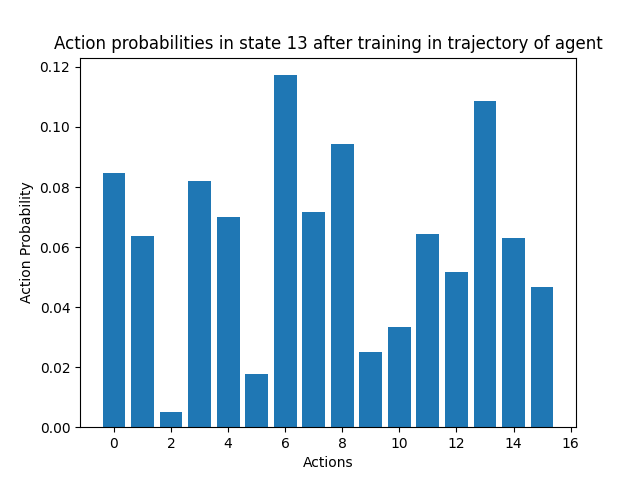 Action probabilities in state 13 after training in trajectory of agent
0.12
0.10
0.08
0.06
0.04
0.02
0.00
Action Probability
0 2 4 6 8 10 12 14 16
Actions